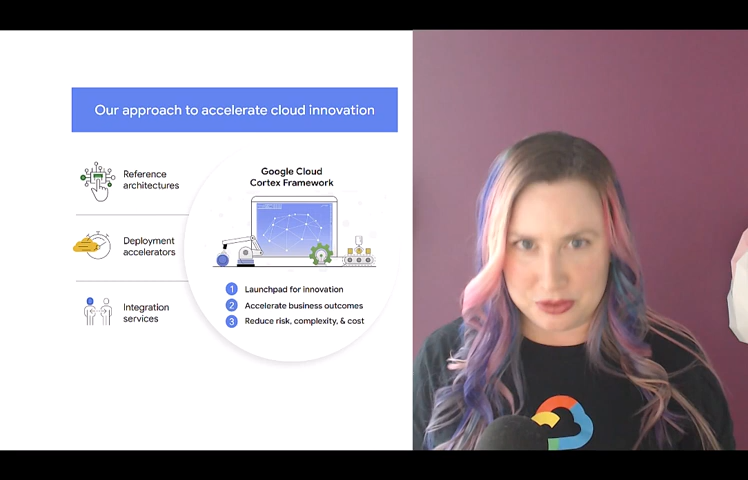 Our approach to accelerate cloud innovation
Reference
architectures
Deployment
accelerators
Integration
services
Google Cloud
Cortex Framework
1 Launchpad for innovation
2 Accelerate business outcomes
3 Reduce risk, complexity, & cost